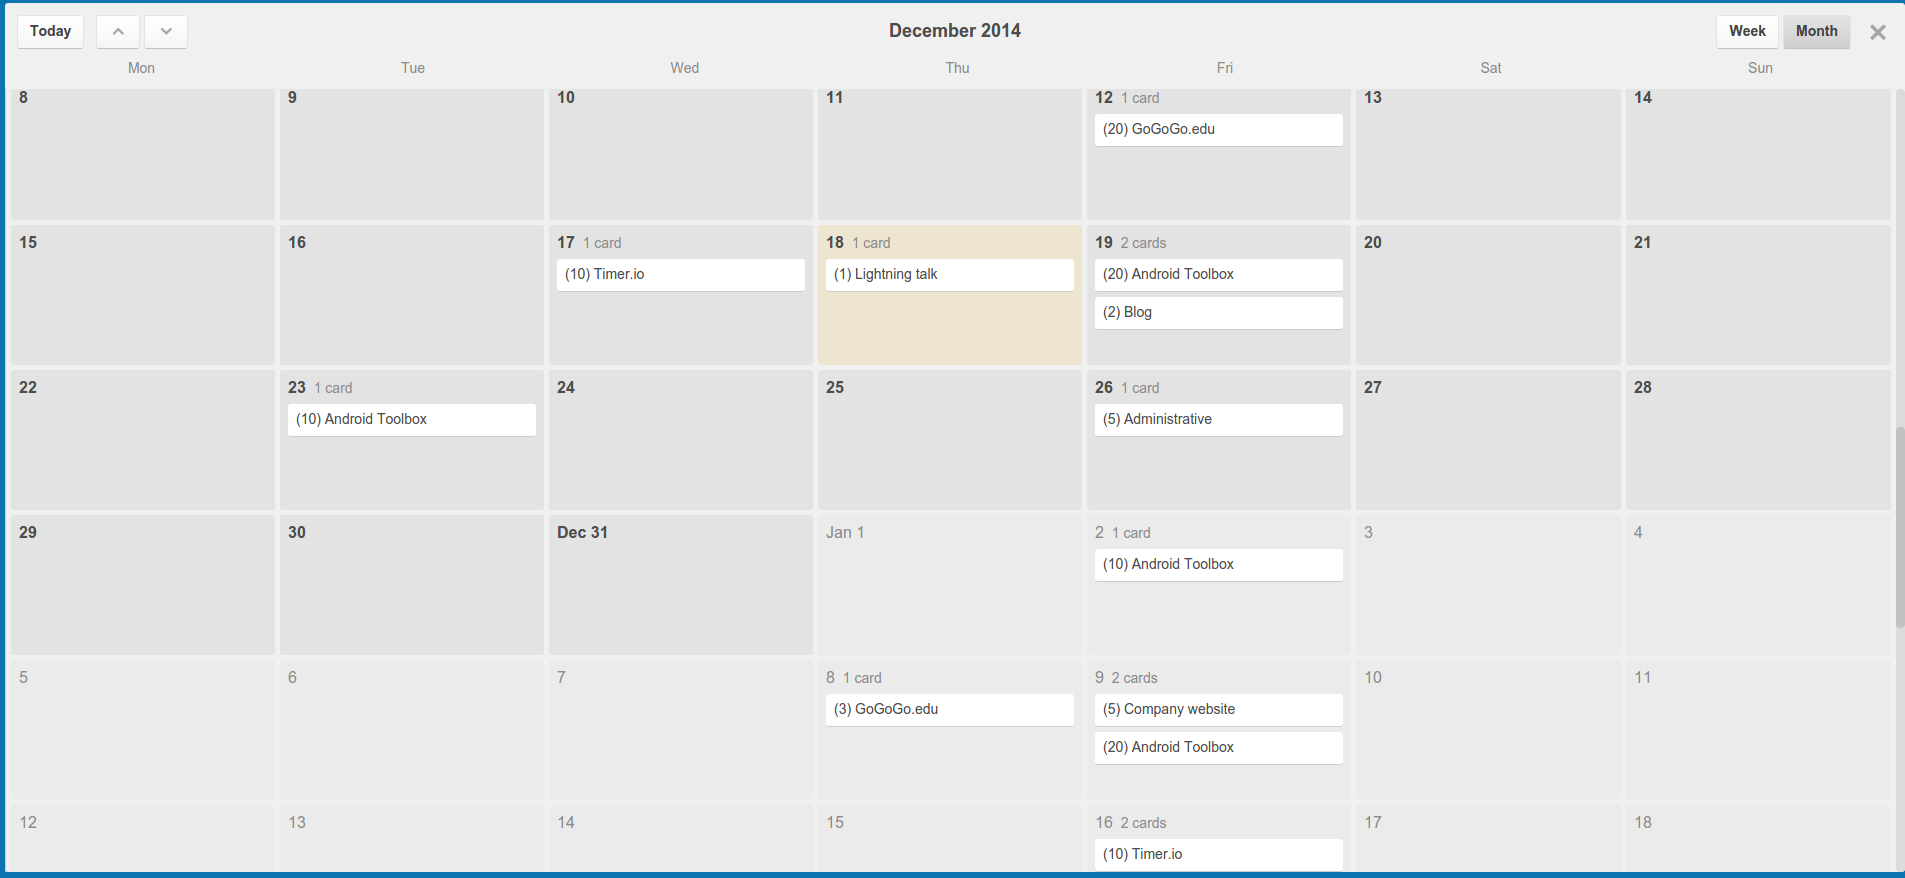 Today
December 2014
Week Month
Mon Tue Wed Thu Fri Sat Sun
8 9 10 11 12 1 card 13 14
(20) GoGoGo.edu
15 16 17 1 card 18 1 card 19 2 cards 20 21
(10) Timer.io (1) Lightning talk (20) Android Toolbox
(2) Blog
22 23 1 card 24 25 26 1 card 27 28
(10) Android Toolbox (5) Administrative
29 30 Dec 31 Jan 1 2 1 card 3 4
(10) Android Toolbox
5 6 7 8 1 card 9 2 cards 10 11
(3) GoGoGo.edu (5) Company website
(20) Android Toolbox
12 13 14 15 16 2 cards 17 18
(10) Timer.io